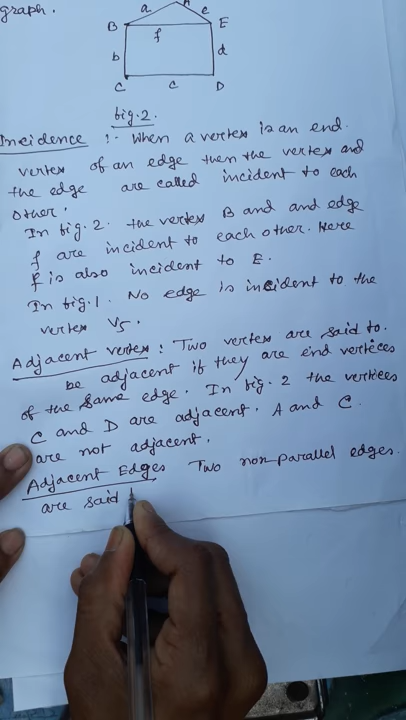 graph.
a A e
B f E
b d
C c D
fig.2
Incidence :- When a vertex is an end
vertex of an edge then the vertex and
the edge are called incident to each
other.
In fig. 2. the vertex B and and edge
f are incident to each other. Here
f is also incident to E.
In fig.1. No edge is incident to the
vertex V5.
Adjacent vertex : Two vertex are said to
be adjacent if they are end vertices
of the same edge. In fig. 2 the vertices
C and D are adjacent. A and C
are not adjacent.
Adjacent Edges Two non-parallel edges.
are said